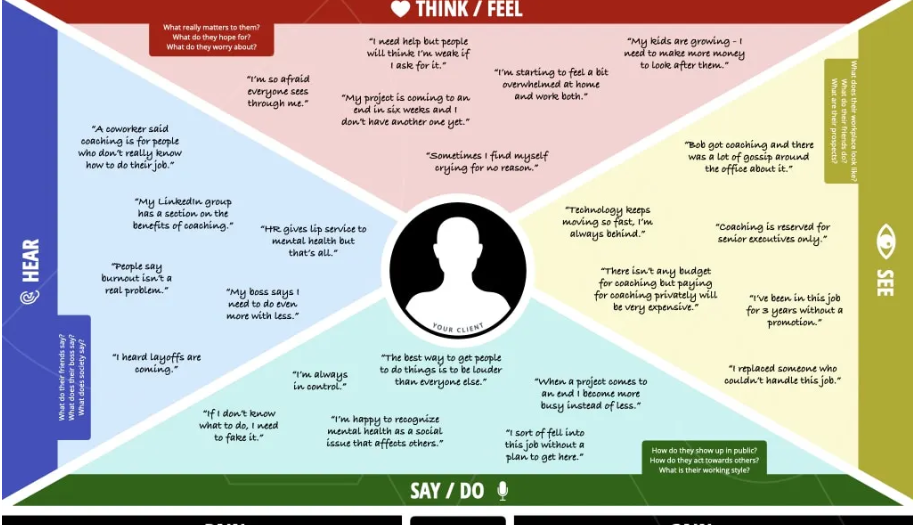 THINK / FEEL
What really matters to them?
What do they hope for?
What do they worry about?
"I need help but people
will think I'm weak if
I ask for it."
"My kids are growing - I
need to make more money
to look after them."
"I'm so afraid
everyone sees
through me."
"I'm starting to feel a bit
overwhelmed at home
and work both."
"My project is coming to an
end in six weeks and I
don't have another one yet."
"Sometimes I find myself
crying for no reason."
HEAR
"A coworker said
coaching is for people
who don't really know
how to do their job."
"My LinkedIn group
has a section on the
benefits of coaching."
"HR gives lip service to
mental health but
that's all."
"People say
burnout isn't a
real problem."
"My boss says I
need to do even
more with less."
"I heard layoffs are
coming."
What do their friends say?
What does their boss say?
What does society say?
YOUR CLIENT
SEE
What does their workplace look like?
What do their friends do?
What are their prospects?
"Bob got coaching and there
was a lot of gossip around
the office about it."
"Technology keeps
moving so fast, I'm
always behind."
"Coaching is reserved for
senior executives only."
"There isn't any budget
for coaching but paying
for coaching privately will
be very expensive."
"I've been in this job
for 3 years without a
promotion."
"I replaced someone who
couldn't handle this job."
"The best way to get people
to do things is to be louder
than everyone else."
"I'm always
in control."
"When a project comes to
an end I become more
busy instead of less."
"If I don't know
what to do, I need
to fake it."
"I'm happy to recognize
mental health as a social
issue that affects others."
"I sort of fell into
this job without a
plan to get here."
How do they show up in public?
How do they act towards others?
What is their working style?
SAY / DO